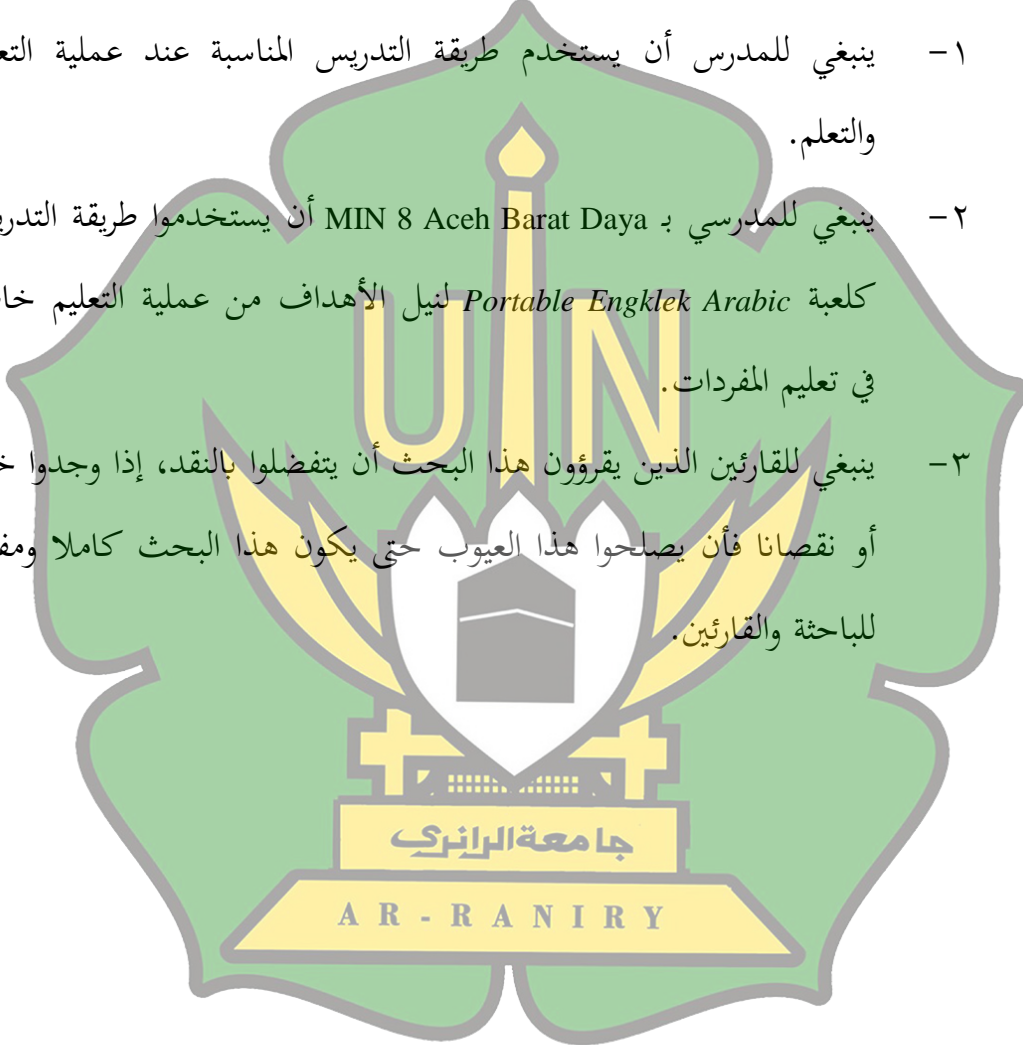 ١- ينبغي للمدرس أن يستخدم طريقة التدريس المناسبة عند عملية
والتعلم.
٢- ينبغي للمدرسي بـ MIN 8 Aceh Barat Daya أن يستخدموا طريقة
كلعبة Portable Engklek Arabic لنيل الأهداف من عملية التعليم
في تعليم المفردات.
٣- ينبغي للقارئين الذين يقرؤون هذا البحث أن يتفضلوا بالنقد، إذا وجدوا
أو نقصانا فأن يصلحوا هذا العيوب حتى يكون هذا البحث كاملا
للباحثة والقارئين.
UIN
جامعة الرانري
AR-RANIRY